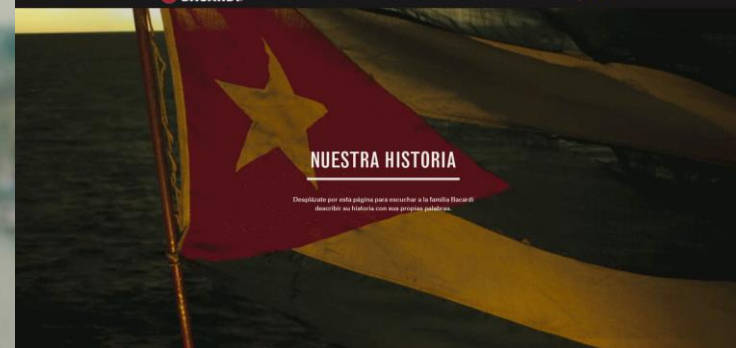 NUESTRA HISTORIA
Desplázate por esta página para escuchar a la familia Bacardí
describir su historia con sus propias palabras.